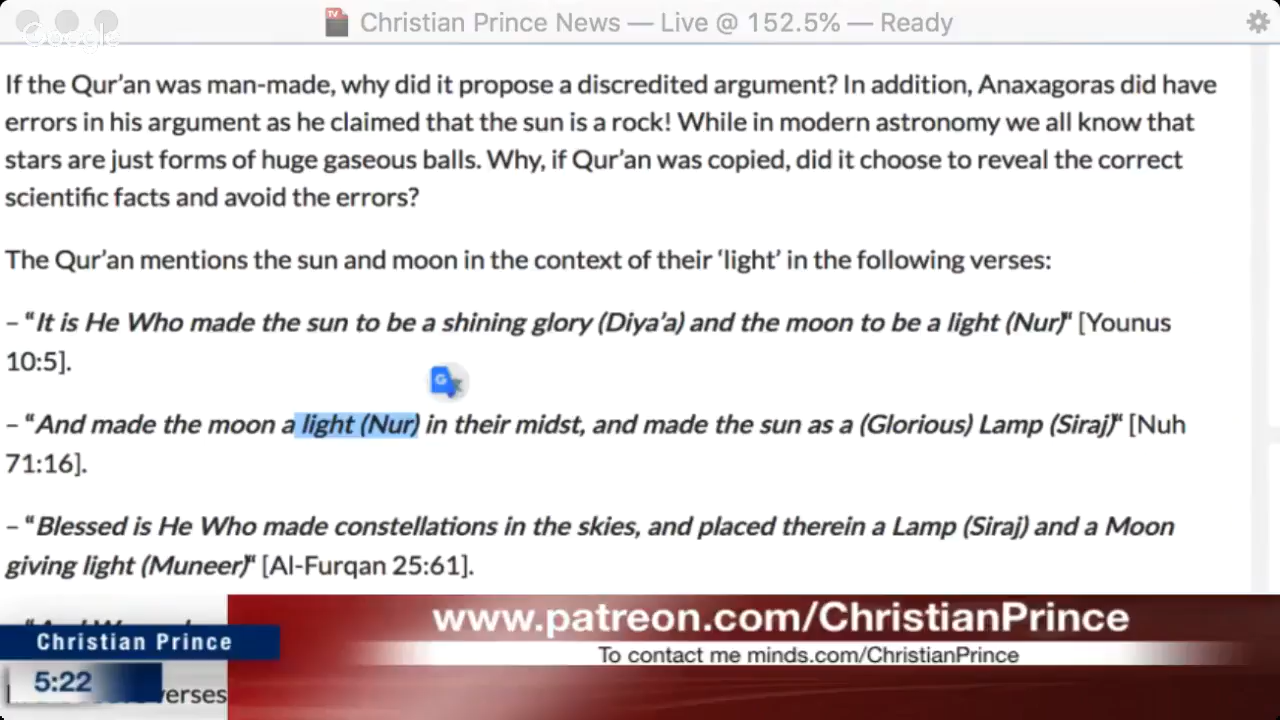 Christian Prince News — Live @ 152.5% — Ready
Google
If the Qur’an was man-made, why did it propose a discredited argument? In addition, Anaxagoras did have
errors in his argument as he claimed that the sun is a rock! While in modern astronomy we all know that
stars are just forms of huge gaseous balls. Why, if Qur’an was copied, did it choose to reveal the correct
scientific facts and avoid the errors?
The Qur’an mentions the sun and moon in the context of their ‘light’ in the following verses:
– “It is He Who made the sun to be a shining glory (Diya’a) and the moon to be a light (Nur)“ [Younus
10:5].
– “And made the moon a light (Nur) in their midst, and made the sun as a (Glorious) Lamp (Siraj)“ [Nuh
71:16].
– “Blessed is He Who made constellations in the skies, and placed therein a Lamp (Siraj) and a Moon
giving light (Muneer)“ [Al-Furqan 25:61].
www.patreon.com/ChristianPrince
Christian Prince
To contact me minds.com/ChristianPrince
5:22
verses